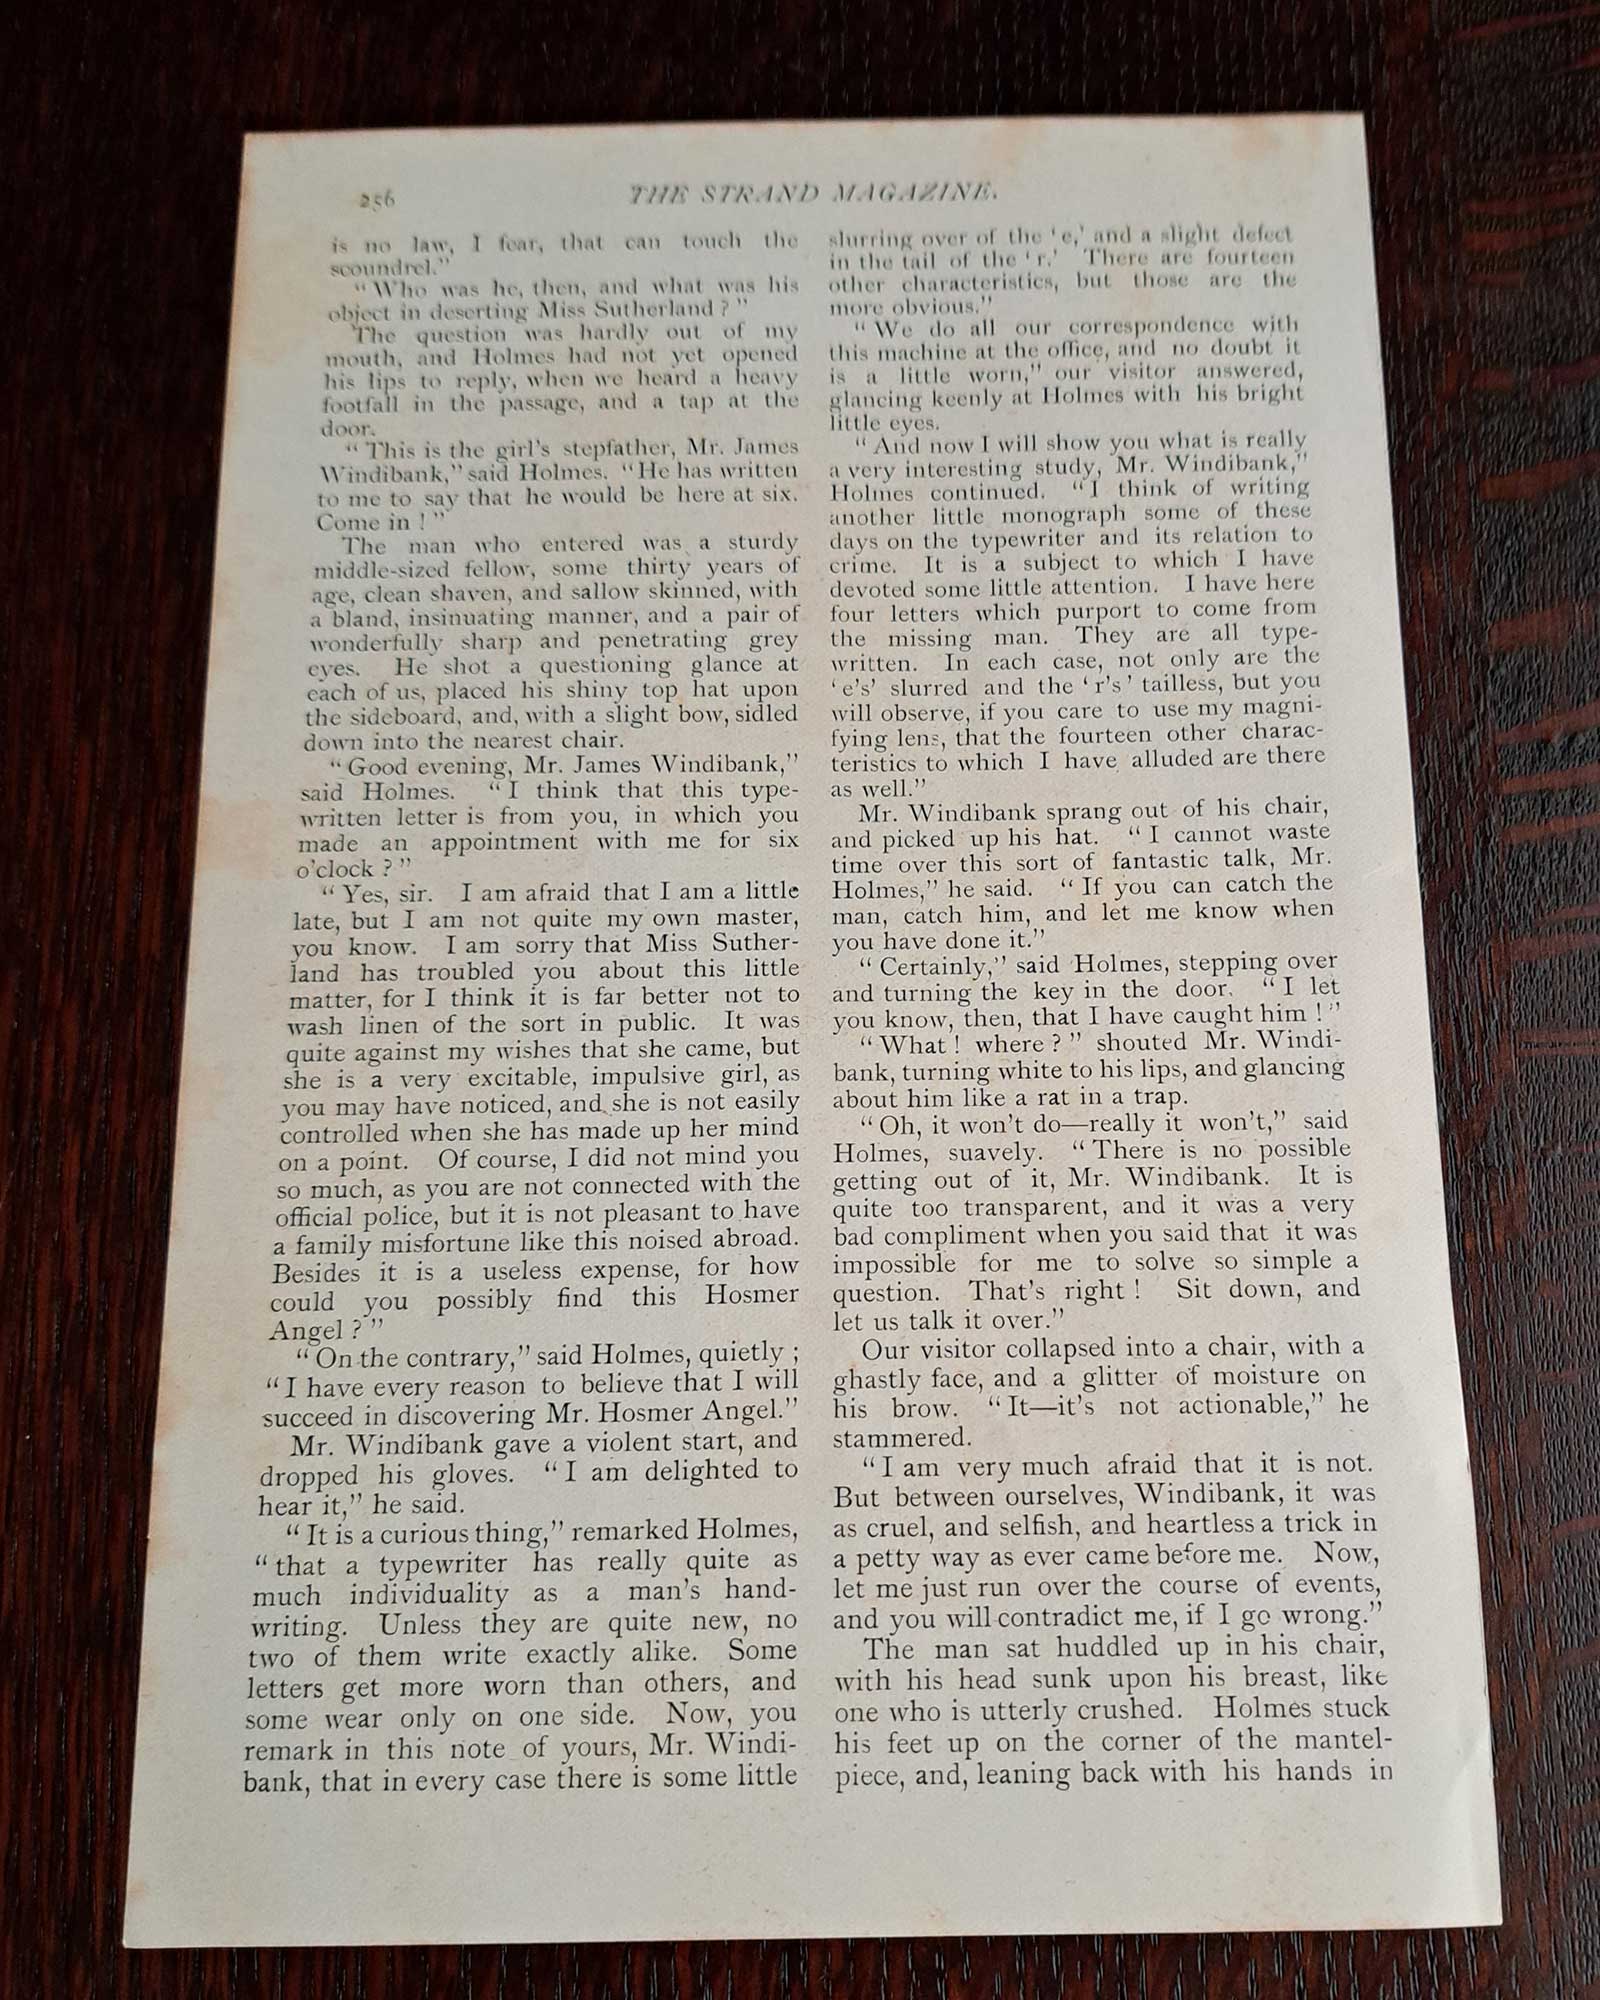 256
THE STRAND MAGAZINE.
is no law, I fear, that can touch the
scoundrel."
"Who was he, then, and what was his
object in deserting Miss Sutherland ?"
The question was hardly out of my
mouth, and Holmes had not yet opened
his lips to reply, when we heard a heavy
footfall in the passage, and a tap at the
door.
"This is the girl's stepfather, Mr. James
Windibank," said Holmes. "He has written
to me to say that he would be here at six.
Come in ! "
The man who entered was a sturdy
middle-sized fellow, some thirty years of
age, clean shaven, and sallow skinned, with
a bland, insinuating manner, and a pair of
wonderfully sharp and penetrating grey
eyes. He shot a questioning glance at
each of us, placed his shiny top hat upon
the sideboard, and, with a slight bow, sidled
down into the nearest chair.
"Good evening, Mr. James Windibank,"
said Holmes. "I think that this type-
written letter is from you, in which you
made an appointment with me for six
o'clock ? "
"Yes, sir. I am afraid that I am a little
late, but I am not quite my own master,
you know. I am sorry that Miss Suther-
land has troubled you about this little
matter, for I think it is far better not to
wash linen of the sort in public. It was
quite against my wishes that she came, but
she is a very excitable, impulsive girl, as
you may have noticed, and she is not easily
controlled when she has made up her mind
on a point. Of course, I did not mind you
so much, as you are not connected with the
official police, but it is not pleasant to have
a family misfortune like this noised abroad.
Besides it is a useless expense, for how
could you possibly find this Hosmer
Angel ? "
"On the contrary," said Holmes, quietly ;
"I have every reason to believe that I will
succeed in discovering Mr. Hosmer Angel."
Mr. Windibank gave a violent start, and
dropped his gloves. "I am delighted to
hear it," he said.
"It is a curious thing," remarked Holmes,
"that a typewriter has really quite as
much individuality as a man's hand-
writing. Unless they are quite new, no
two of them write exactly alike. Some
letters get more worn than others, and
some wear only on one side. Now, you
remark in this note of yours, Mr. Windi-
bank, that in every case there is some little
slurring over of the 'e,' and a slight defect
in the tail of the 'r.' There are fourteen
other characteristics, but those are the
more obvious."
"We do all our correspondence with
this machine at the office, and no doubt it
is a little worn," our visitor answered,
glancing keenly at Holmes with his bright
little eyes.
"And now I will show you what is really
a very interesting study, Mr. Windibank,"
Holmes continued. "I think of writing
another little monograph some of these
days on the typewriter and its relation to
crime. It is a subject to which I have
devoted some little attention. I have here
four letters which purport to come from
the missing man. They are all type-
written. In each case, not only are the
'e's' slurred and the 'r's' tailless, but you
will observe, if you care to use my magni-
fying lens, that the fourteen other charac-
teristics to which I have alluded are there
as well."
Mr. Windibank sprang out of his chair,
and picked up his hat. "I cannot waste
time over this sort of fantastic talk, Mr.
Holmes," he said. "If you can catch the
man, catch him, and let me know when
you have done it."
"Certainly," said Holmes, stepping over
and turning the key in the door. "I let
you know, then, that I have caught him ! "
"What ! where ? " shouted Mr. Windi-
bank, turning white to his lips, and glancing
about him like a rat in a trap.
"Oh, it won't do—really it won't," said
Holmes, suavely. "There is no possible
getting out of it, Mr. Windibank. It is
quite too transparent, and it was a very
bad compliment when you said that it was
impossible for me to solve so simple a
question. That's right ! Sit down, and
let us talk it over."
Our visitor collapsed into a chair, with a
ghastly face, and a glitter of moisture on
his brow. "It—it's not actionable," he
stammered.
"I am very much afraid that it is not.
But between ourselves, Windibank, it was
as cruel, and selfish, and heartless a trick in
a petty way as ever came before me. Now,
let me just run over the course of events,
and you will contradict me, if I go wrong."
The man sat huddled up in his chair,
with his head sunk upon his breast, like
one who is utterly crushed. Holmes stuck
his feet up on the corner of the mantel-
piece, and, leaning back with his hands in